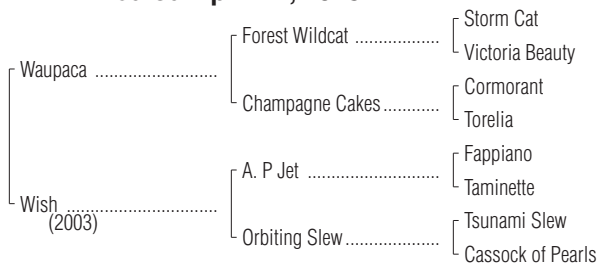 Storm Cat
Forest Wildcat ....................
Victoria Beauty
Waupaca .............................
Cormorant
Champagne Cakes.............
Torelia
Fappiano
A. P Jet ...............................
Taminette
Wish ....................................
(2003)
Tsunami Slew
Orbiting Slew......................
Cassock of Pearls